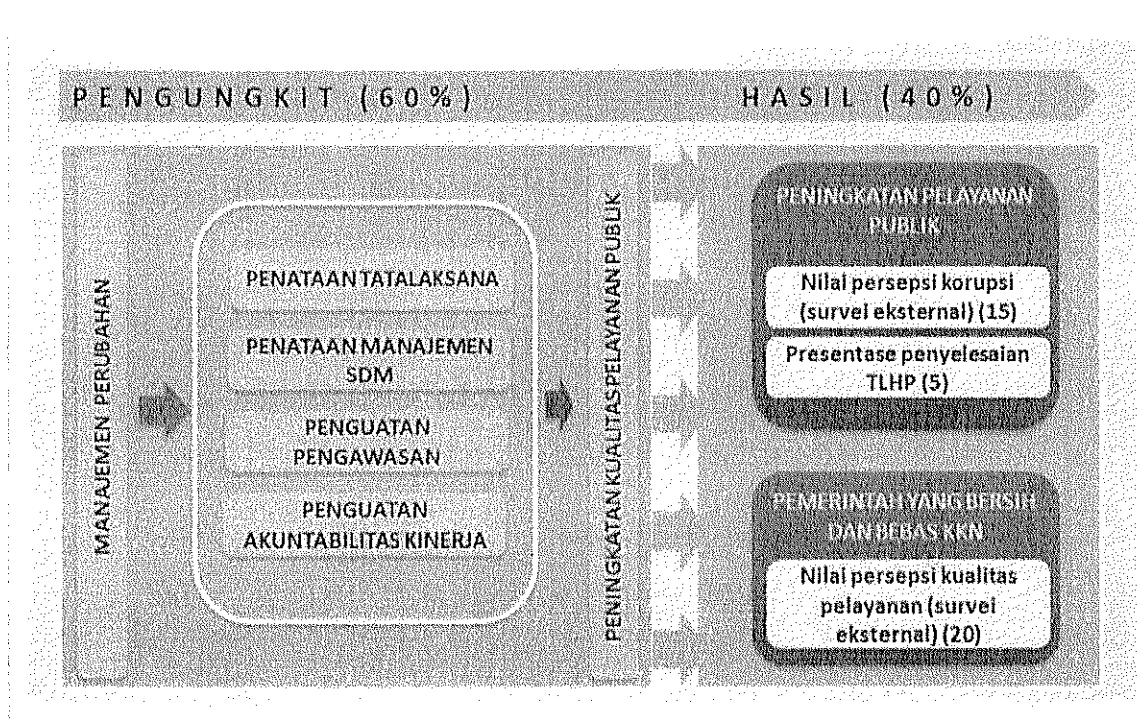 PENGUNGKIT (60%)
HASIL (40%)
MANAJEMEN PERUBAHAN
PENATAAN TATALAKSANA
PENATAAN MANAJEMEN
SDM
PENGUATAN
PENGAWASAN
PENGUATAN
AKUNTABILITAS KINERJA
PENINGKATAN KUALITAS PELAYANAN PUBLIK
PENINGKATAN PELAYANAN
PUBLIK
Nilai persepsi korupsi
(survei eksternal) (15)
Presentase penyelesaian
TLHP (5)
PEMERINTAH YANG BERSIH
DAN BEBAS KKN
Nilai persepsi kualitas
pelayanan (survei
eksternal) (20)